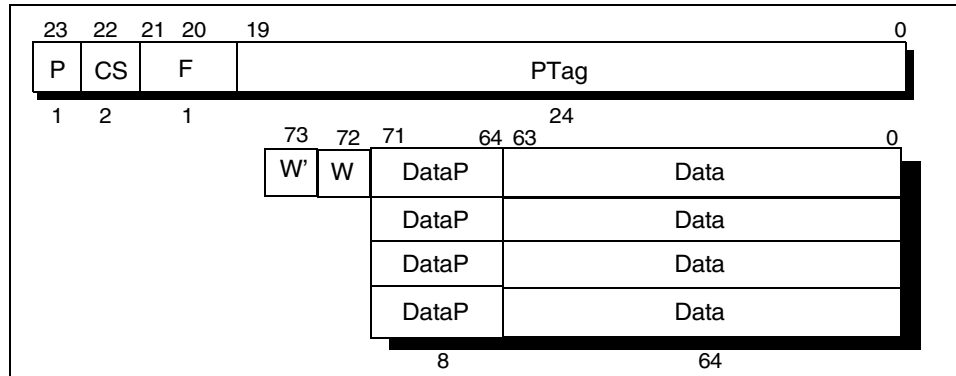 23 22 21 20 19 0
P CS F PTag
1 2 1 24
73 72 71 64 63 0
W' W DataP Data
DataP Data
DataP Data
DataP Data
8 64